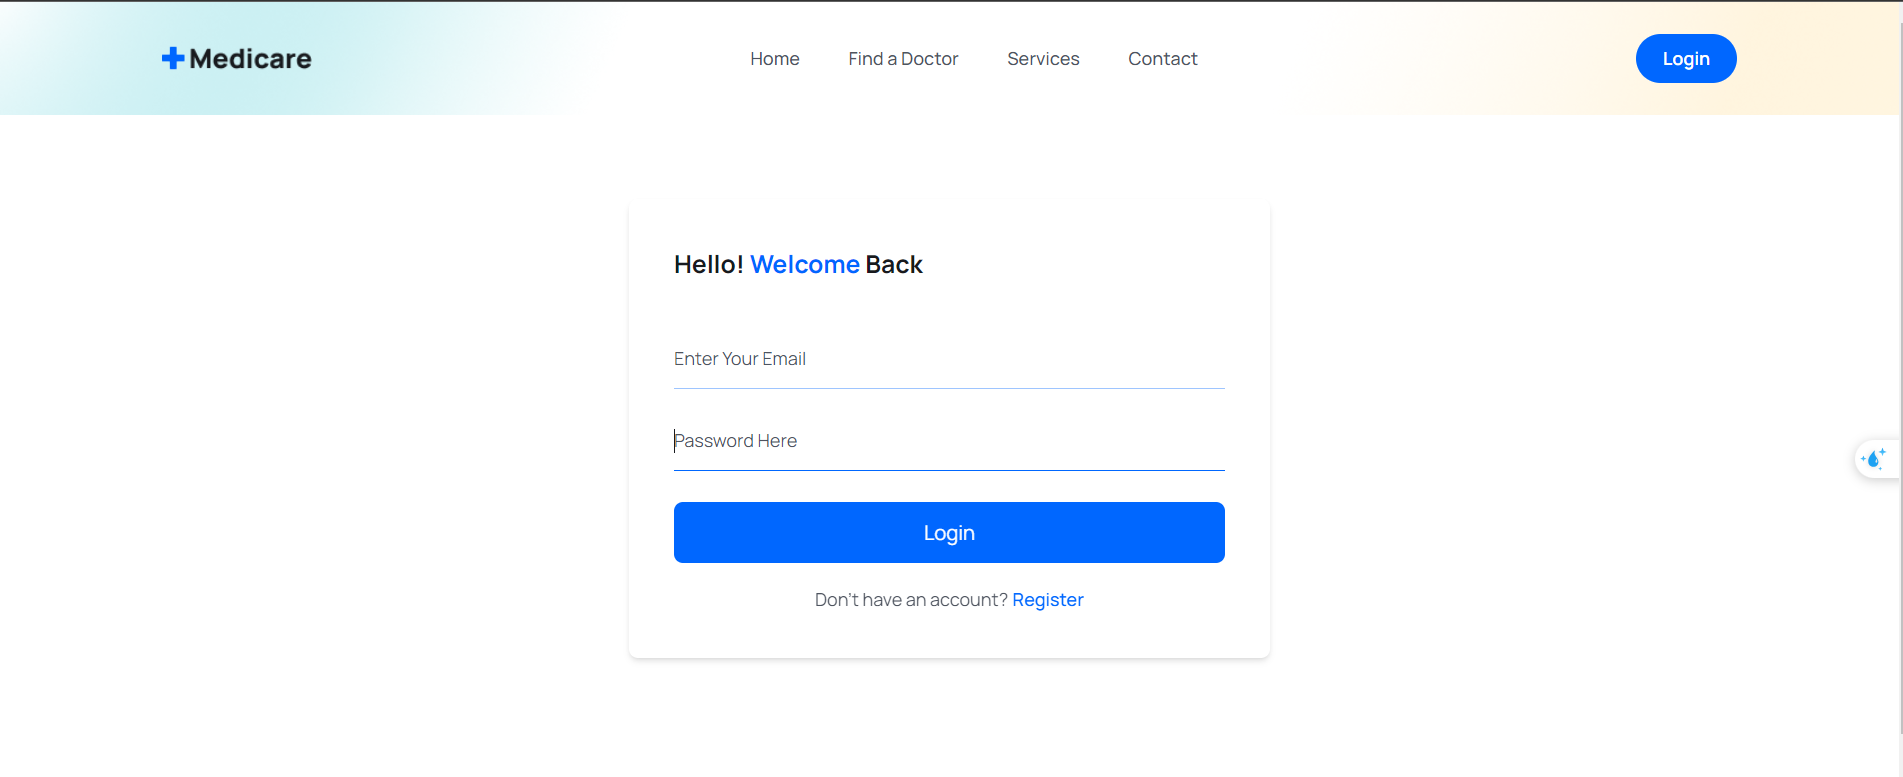 Medicare
Home Find a Doctor Services Contact
Login
Hello! Welcome Back
Enter Your Email
Password Here
Login
Don't have an account? Register